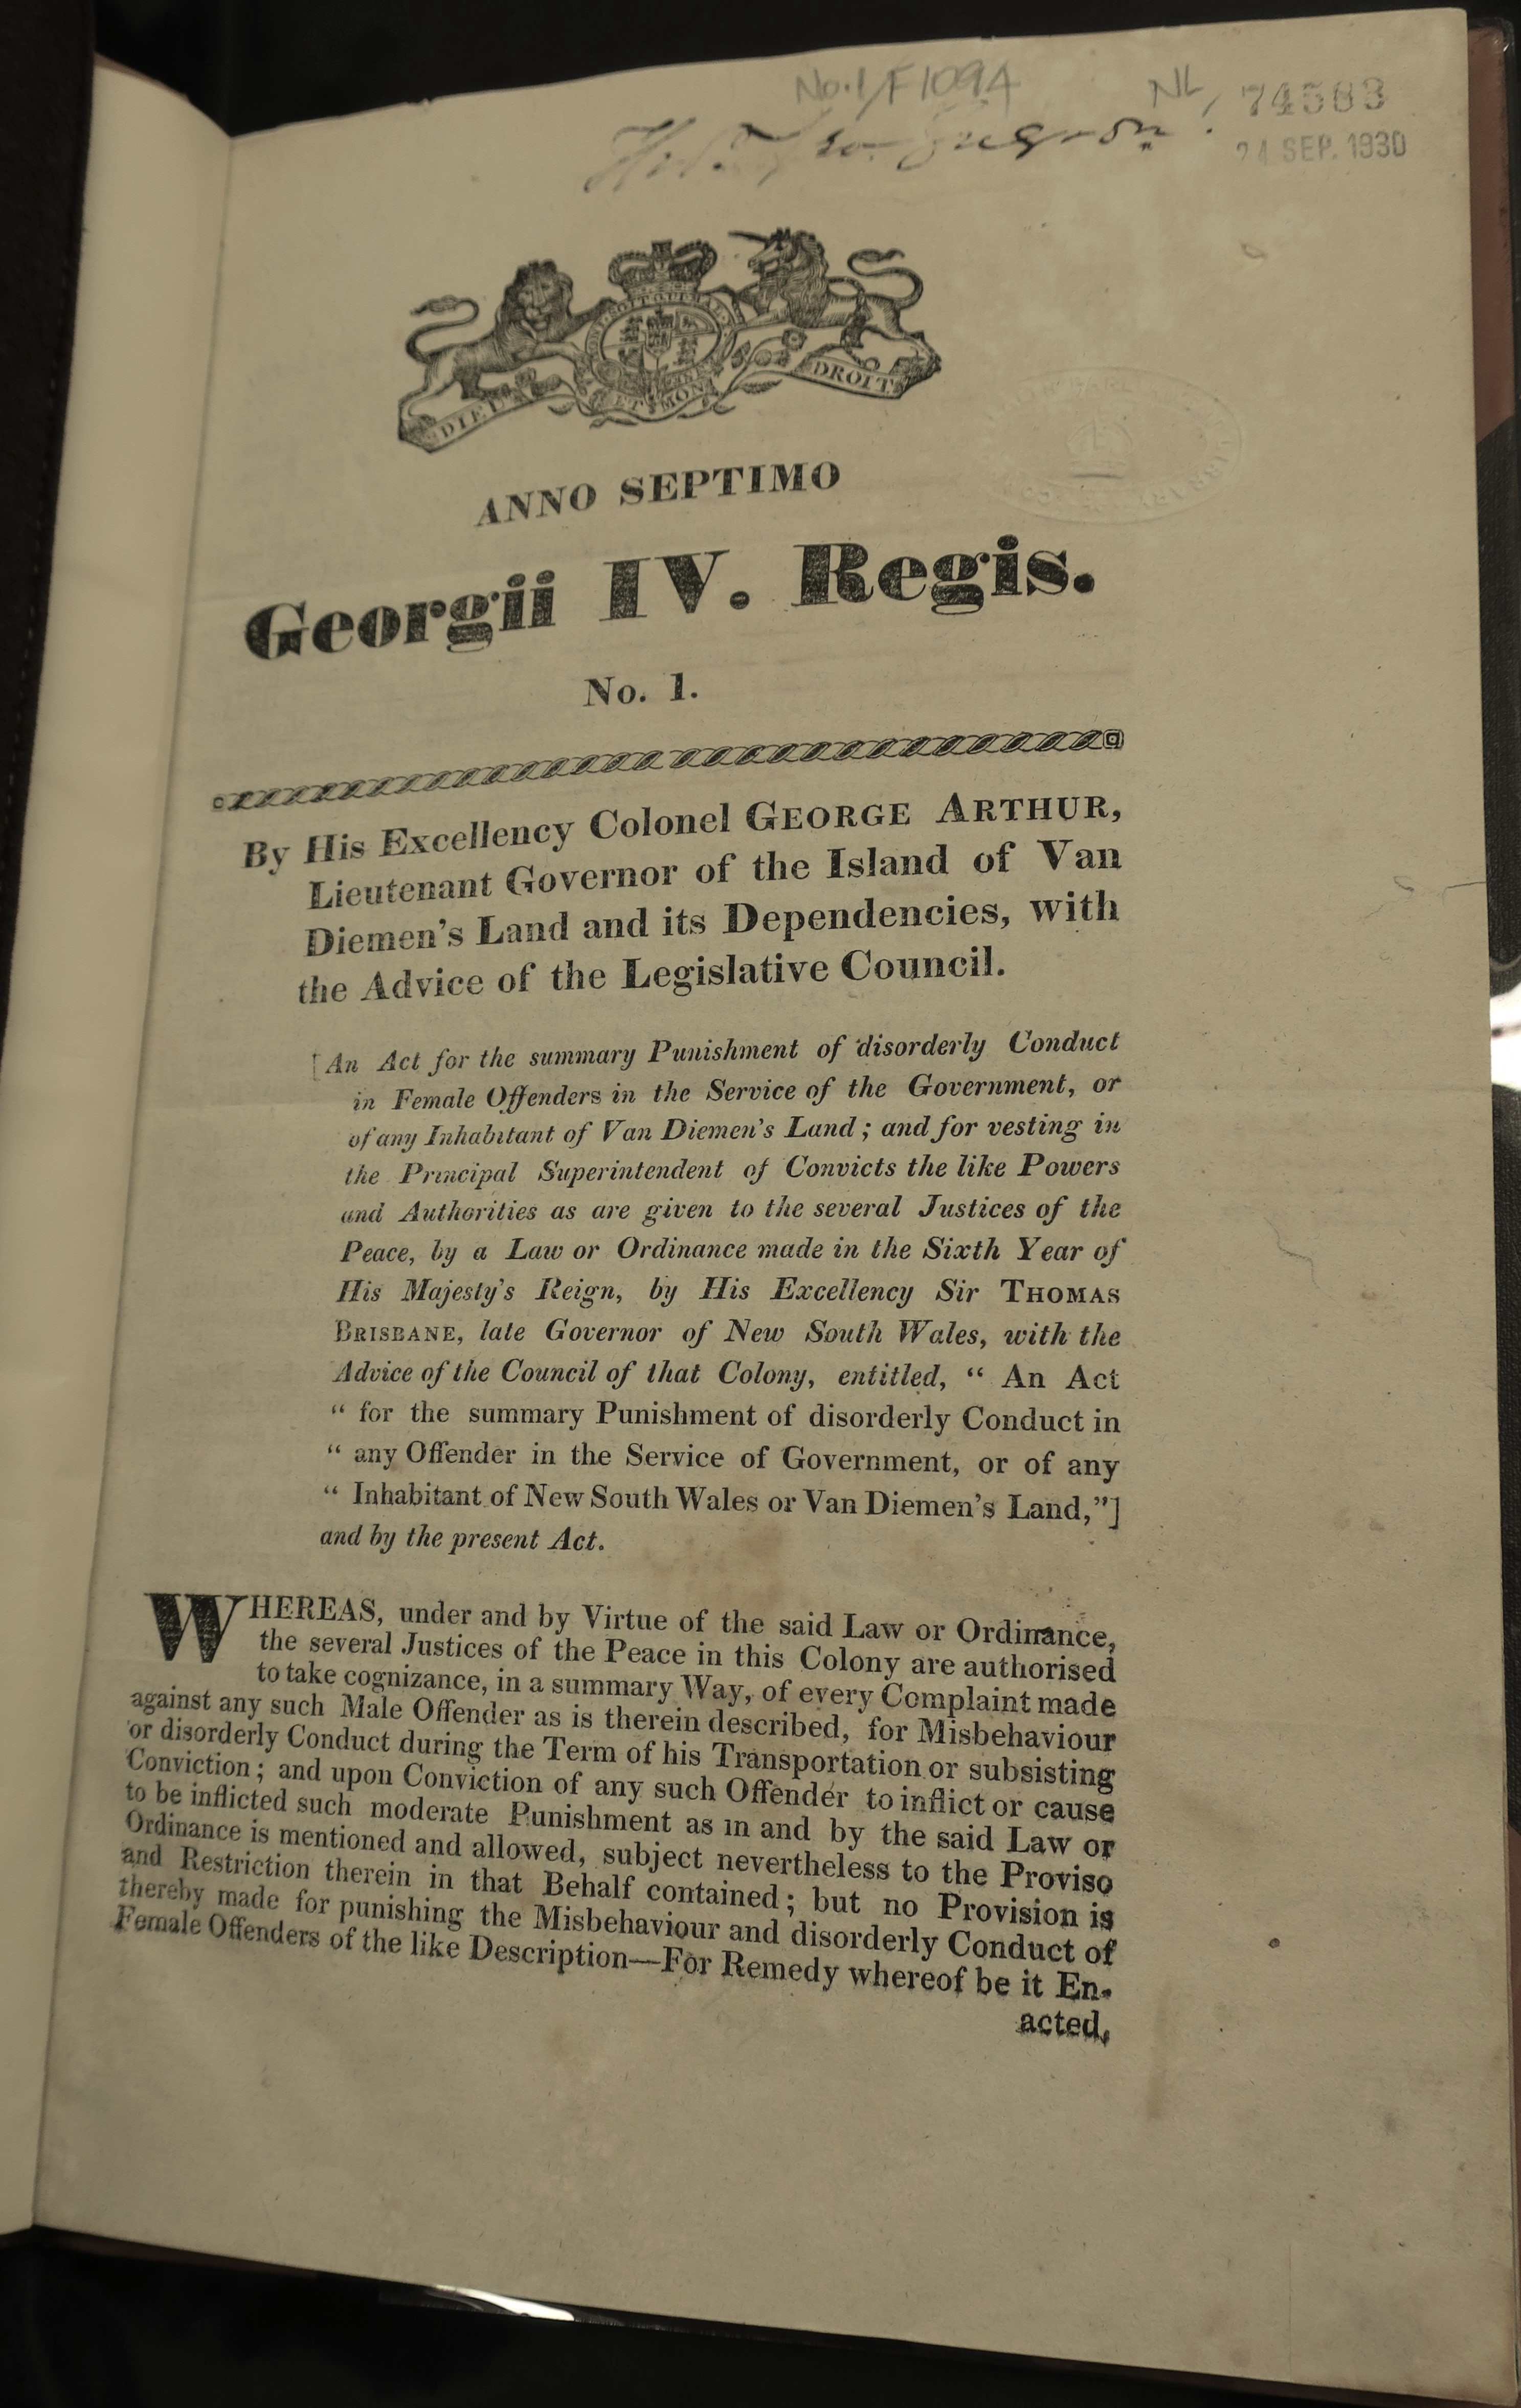 No. 1/F1094
NL
74583
24 SEP. 1930
DIEU ET MON DROIT
ANNO SEPTIMO
Georgii IV. Regis.
No. 1.
By His Excellency Colonel GEORGE ARTHUR,
Lieutenant Governor of the Island of Van
Diemen's Land and its Dependencies, with
the Advice of the Legislative Council.
[An Act for the summary Punishment of disorderly Conduct
in Female Offenders in the Service of the Government, or
of any Inhabitant of Van Diemen's Land; and for vesting in
the Principal Superintendent of Convicts the like Powers
and Authorities as are given to the several Justices of the
Peace, by a Law or Ordinance made in the Sixth Year of
His Majesty's Reign, by His Excellency Sir THOMAS
BRISBANE, late Governor of New South Wales, with the
Advice of the Council of that Colony, entitled, “ An Act
“ for the summary Punishment of disorderly Conduct in
“ any Offender in the Service of Government, or of any
“ Inhabitant of New South Wales or Van Diemen's Land,”]
and by the present Act.
WHEREAS, under and by Virtue of the said Law or Ordinance,
the several Justices of the Peace in this Colony are authorised
to take cognizance, in a summary Way, of every Complaint made
against any such Male Offender as is therein described, for Misbehaviour
or disorderly Conduct during the Term of his Transportation or subsisting
Conviction; and upon Conviction of any such Offender to inflict or cause
to be inflicted such moderate Punishment as in and by the said Law or
Ordinance is mentioned and allowed, subject nevertheless to the Proviso
and Restriction therein in that Behalf contained; but no Provision is
thereby made for punishing the Misbehaviour and disorderly Conduct of
Female Offenders of the like Description—For Remedy whereof be it En-
acted,